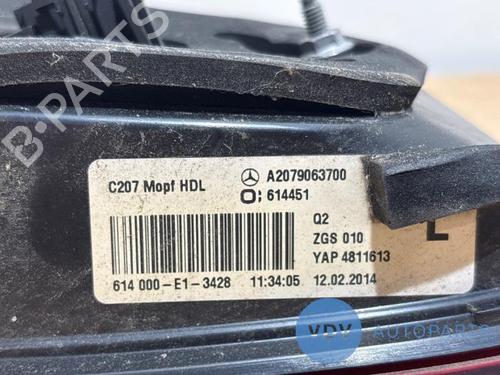 C207 Mopf HDL
A2079063700
O: 614451
Q2
ZGS 010
YAP 4811613
614 000-E1-3428 11:34:05 12.02.2014
L
B-PARTS
VDV AUTOPARTS